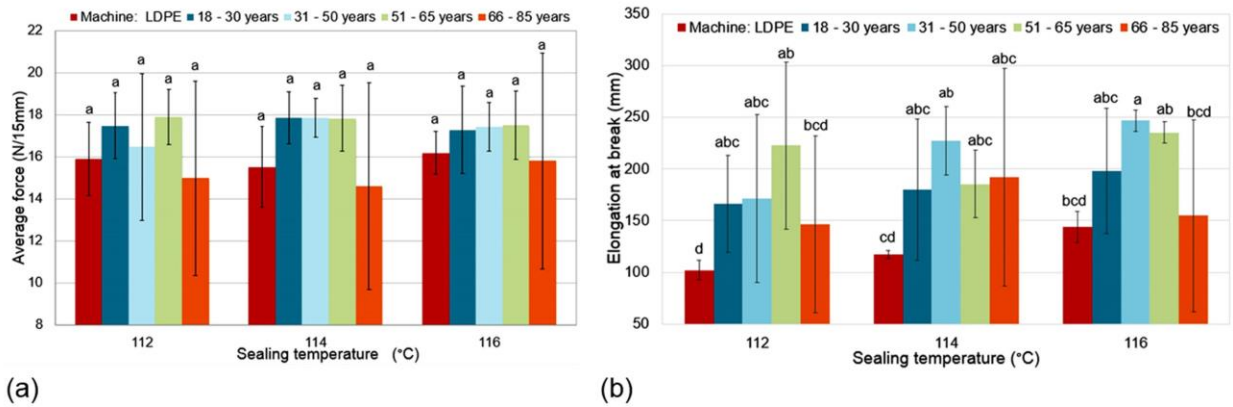 22
20
18
16
14
12
10
8
Average force (N/15mm)
Machine: LDPE 18 - 30 years 31 - 50 years 51 - 65 years 66 - 85 years
a a a a a
a a a a a
a a a a a
112 114 116
Sealing temperature (°C)
(a)
350
300
250
200
150
100
50
Elongation at break (mm)
Machine: LDPE 18 - 30 years 31 - 50 years 51 - 65 years 66 - 85 years
d abc abc ab bcd
cd abc ab abc abc
bcd abc a ab bcd
112 114 116
Sealing temperature (°C)
(b)